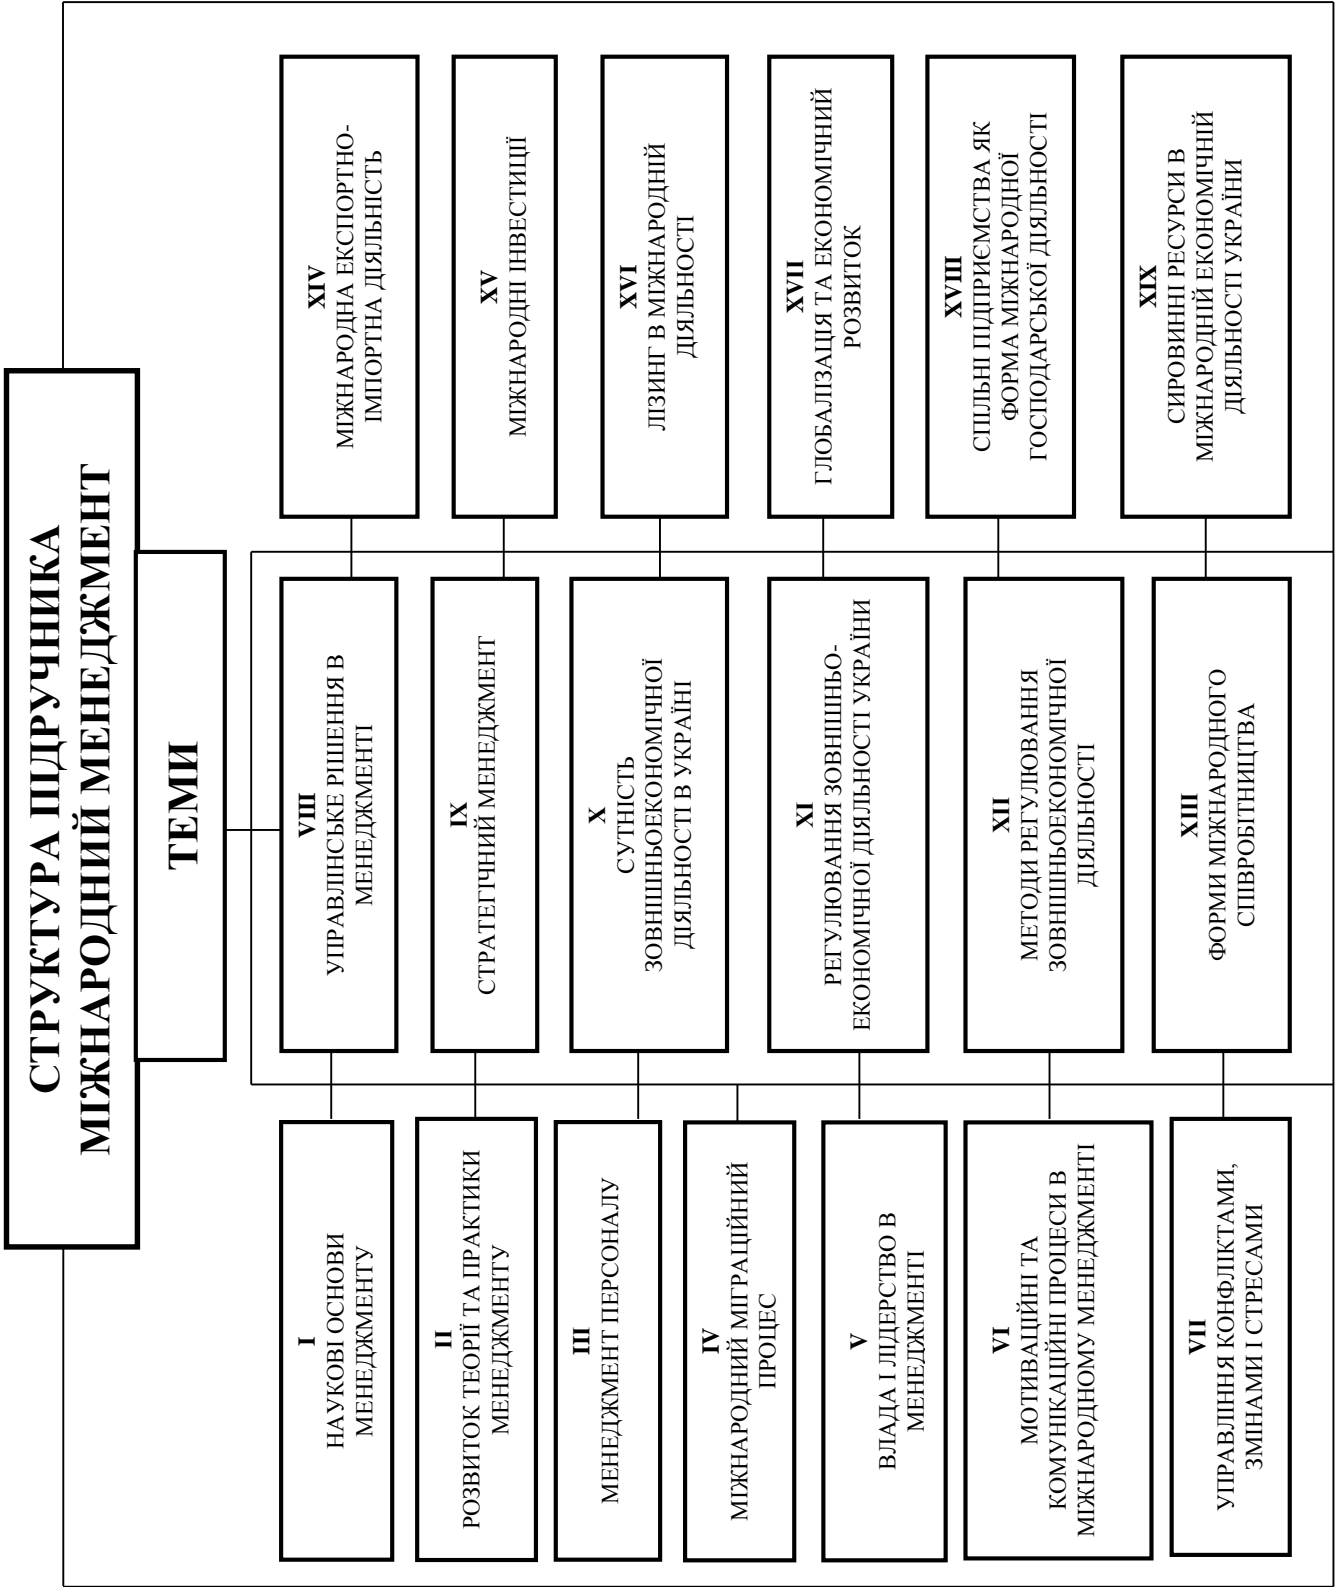 СТРУКТУРА ПІДРУЧНИКА
МІЖНАРОДНИЙ МЕНЕДЖМЕНТ
ТЕМИ
I
НАУКОВІ ОСНОВИ
МЕНЕДЖМЕНТУ
II
РОЗВИТОК ТЕОРІЇ ТА ПРАКТИКИ
МЕНЕДЖМЕНТУ
III
МЕНЕДЖМЕНТ ПЕРСОНАЛУ
IV
МІЖНАРОДНИЙ МІГРАЦІЙНИЙ
ПРОЦЕС
V
ВЛАДА І ЛІДЕРСТВО В
МЕНЕДЖМЕНТІ
VI
МОТИВАЦІЙНІ ТА
КОМУНІКАЦІЙНІ ПРОЦЕСИ В
МІЖНАРОДНОМУ МЕНЕДЖМЕНТІ
VII
УПРАВЛІННЯ КОНФЛІКТАМИ,
ЗМІНАМИ І СТРЕСАМИ
VIII
УПРАВЛІНСЬКЕ РІШЕННЯ В
МЕНЕДЖМЕНТІ
IX
СТРАТЕГІЧНИЙ МЕНЕДЖМЕНТ
X
СУТНІСТЬ
ЗОВНІШНЬОЕКОНОМІЧНОЇ
ДІЯЛЬНОСТІ В УКРАЇНІ
XI
РЕГУЛЮВАННЯ ЗОВНІШНЬО-
ЕКОНОМІЧНОЇ ДІЯЛЬНОСТІ УКРАЇНИ
XII
МЕТОДИ РЕГУЛЮВАННЯ
ЗОВНІШНЬОЕКОНОМІЧНОЇ
ДІЯЛЬНОСТІ
XIII
ФОРМИ МІЖНАРОДНОГО
СПІВРОБІТНИЦТВА
XIV
МІЖНАРОДНА ЕКСПОРТНО-
ІМПОРТНА ДІЯЛЬНІСТЬ
XV
МІЖНАРОДНІ ІНВЕСТИЦІЇ
XVI
ЛІЗИНГ В МІЖНАРОДНІЙ
ДІЯЛЬНОСТІ
XVII
ГЛОБАЛІЗАЦІЯ ТА ЕКОНОМІЧНИЙ
РОЗВИТОК
XVIII
СПІЛЬНІ ПІДПРИЄМСТВА ЯК
ФОРМА МІЖНАРОДНОЇ
ГОСПОДАРСЬКОЇ ДІЯЛЬНОСТІ
XIX
СИРОВИННІ РЕСУРСИ В
МІЖНАРОДНІЙ ЕКОНОМІЧНІЙ
ДІЯЛЬНОСТІ УКРАЇНИ